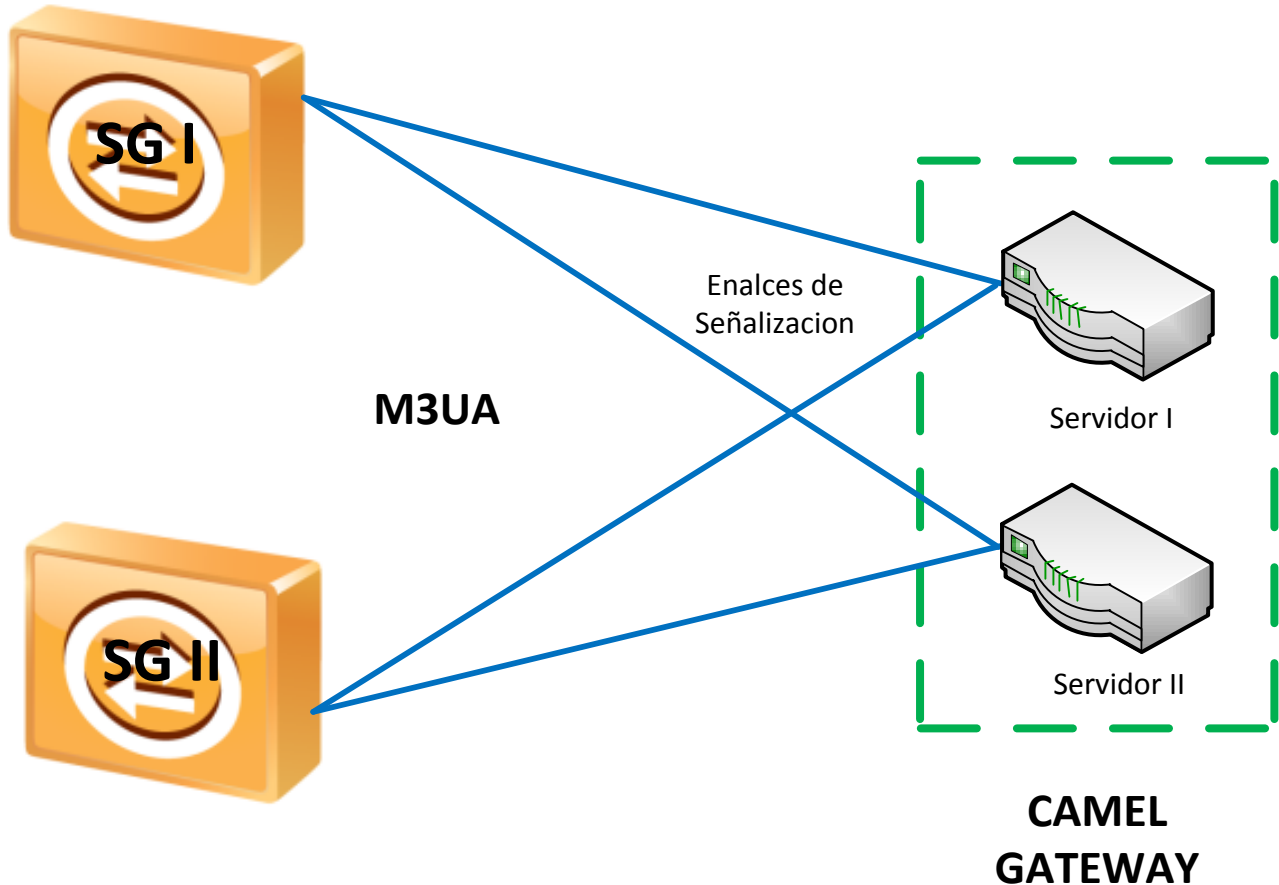 SG I
Enalces de
Señalizacion
M3UA
Servidor I
SG II
Servidor II
CAMEL
GATEWAY